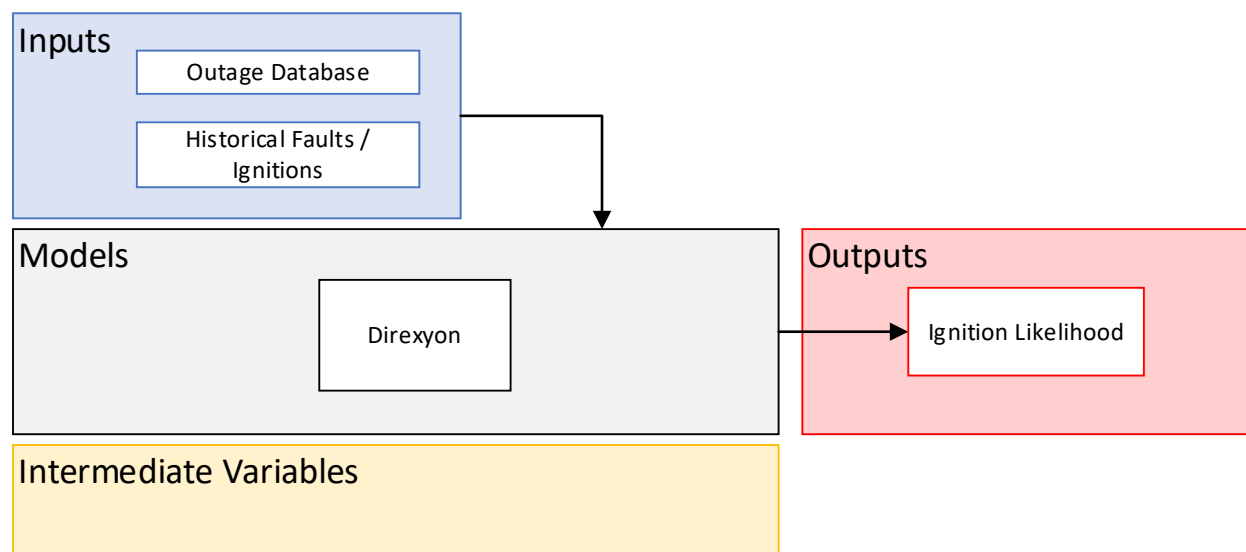 Inputs
Outage Database
Historical Faults /
Ignitions
Models
Direxyon
Outputs
Ignition Likelihood
Intermediate Variables